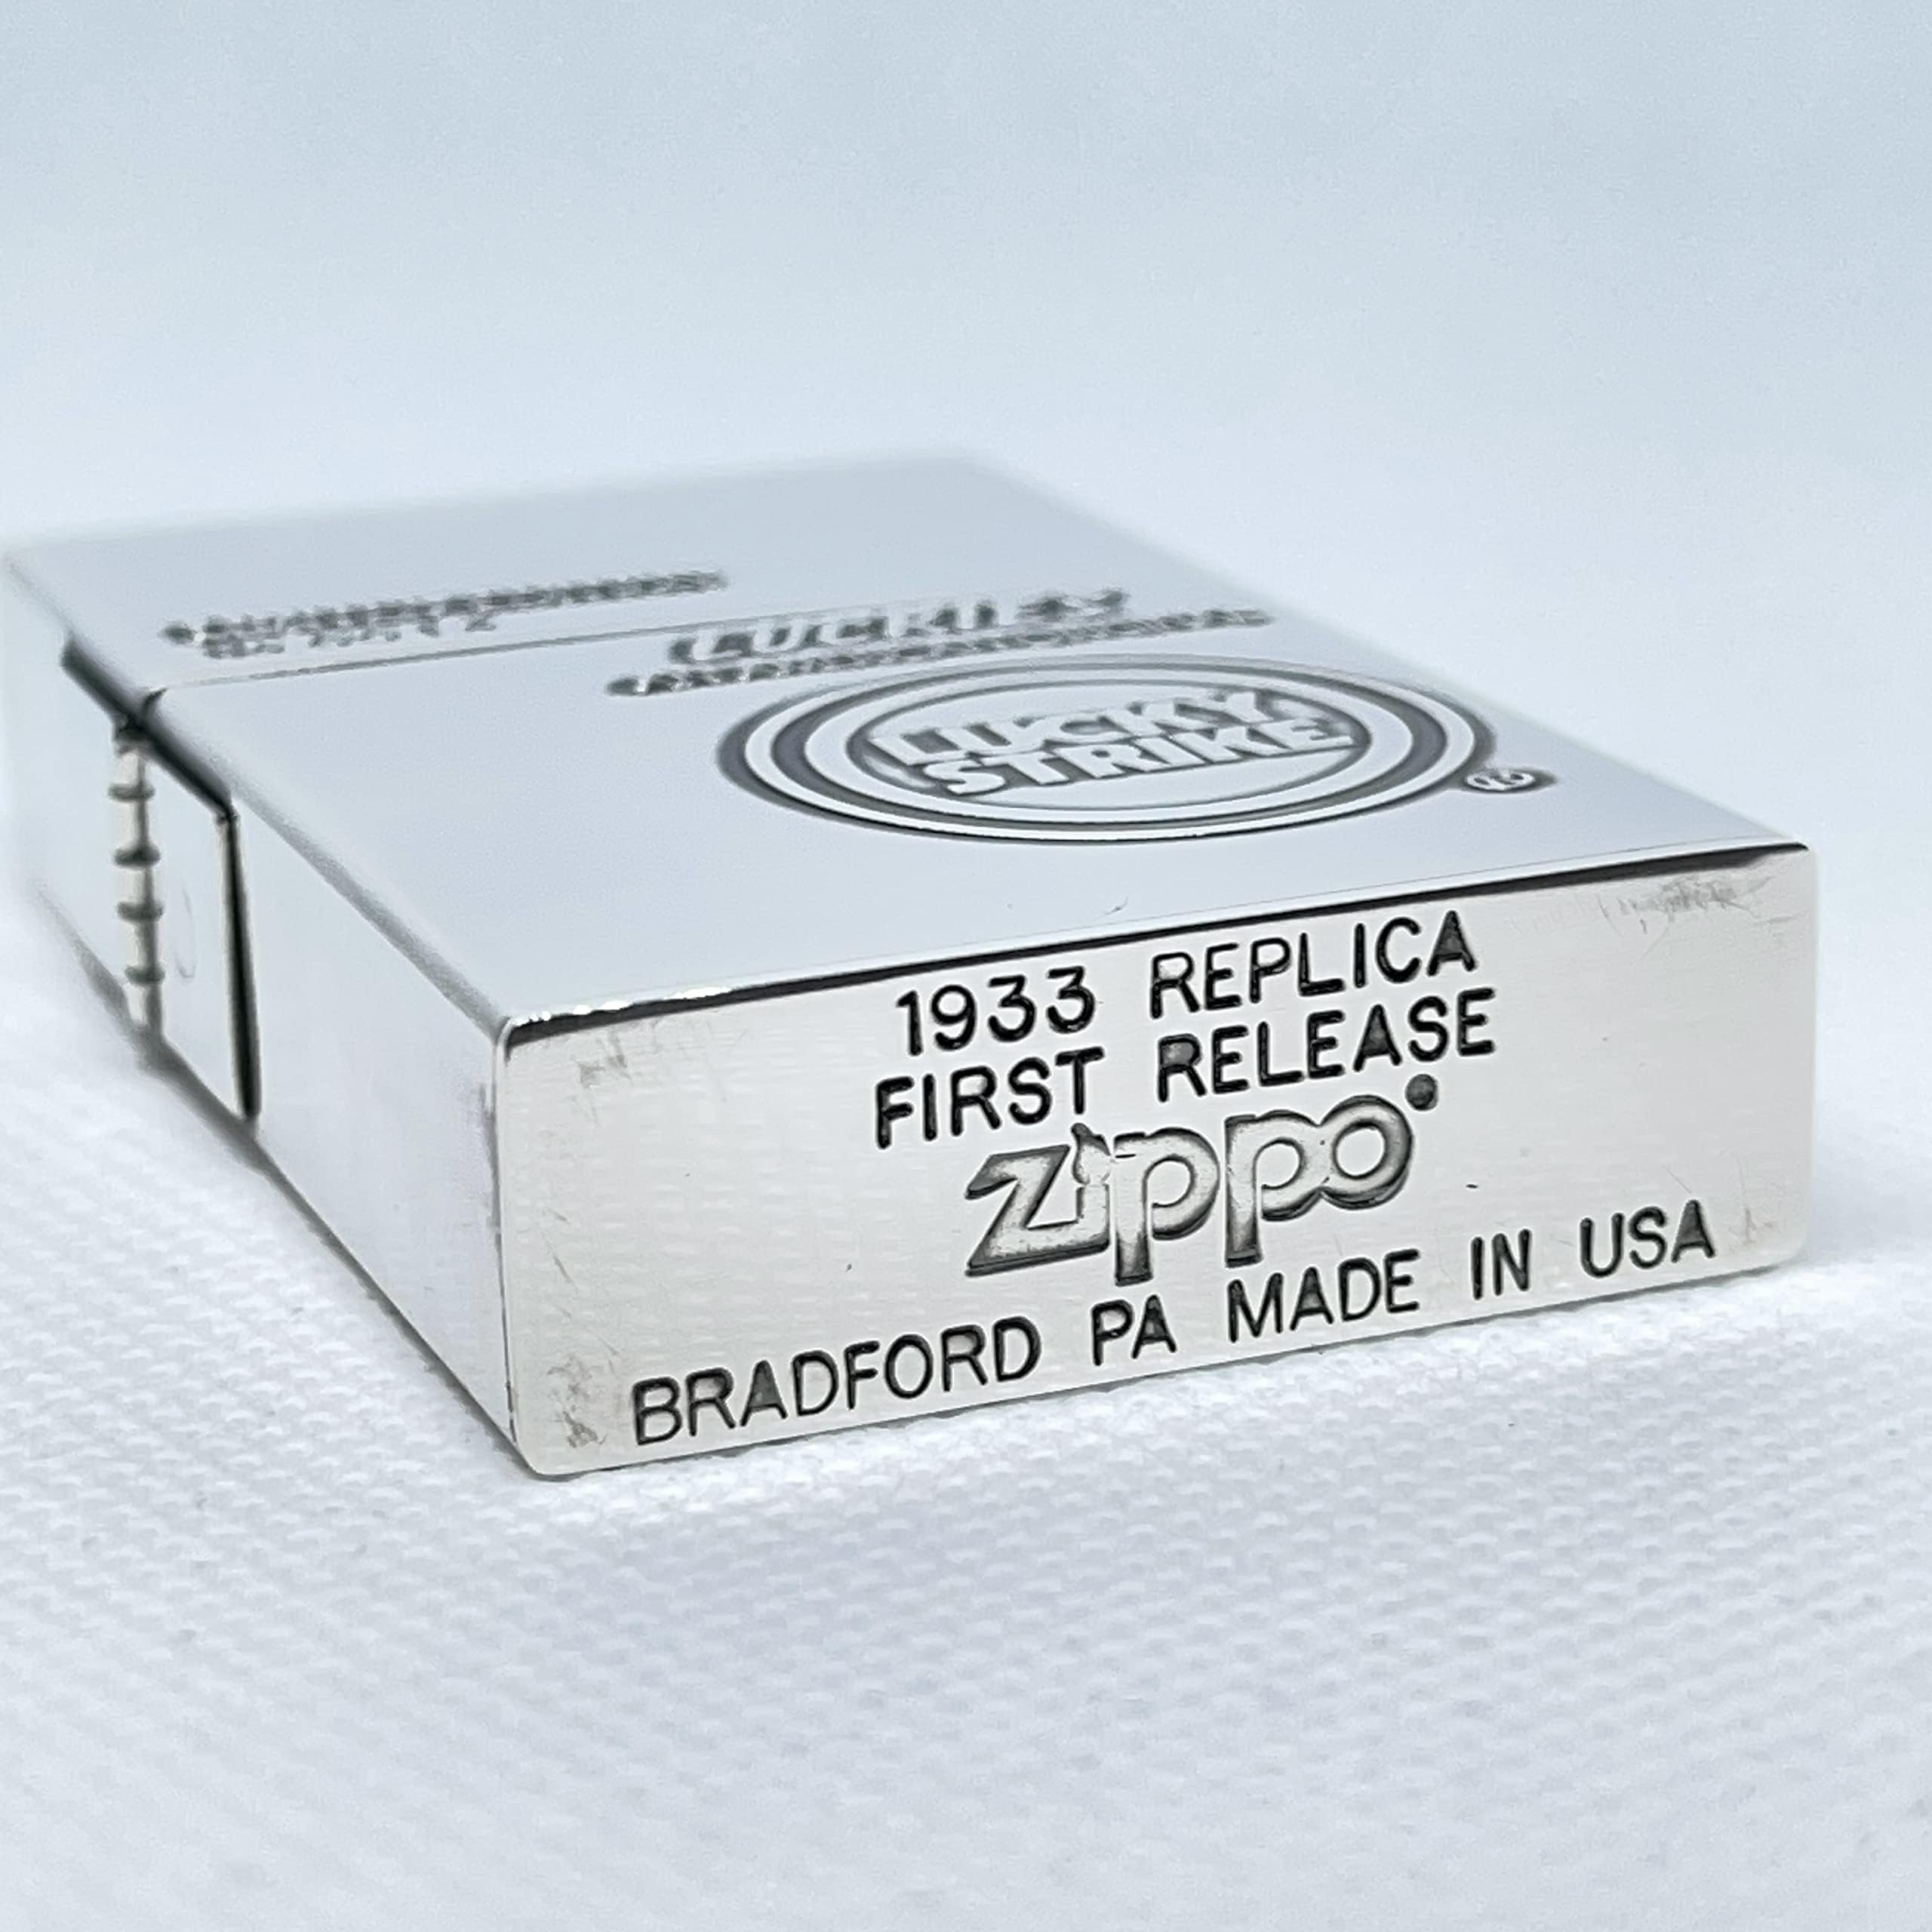 LUCKY
STRIKE
®
1933 REPLICA
FIRST RELEASE
zippo
BRADFORD PA MADE IN USA